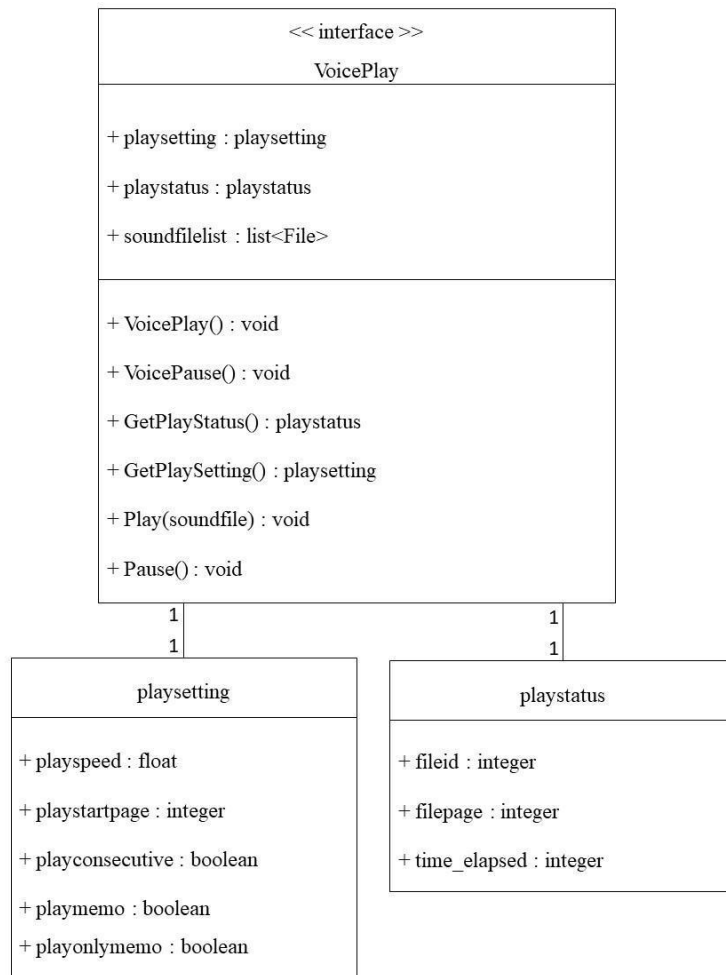 << interface >>
VoicePlay
+ playsetting : playsetting
+ playstatus : playstatus
+ soundfilelist : list<File>
+ VoicePlay() : void
+ VoicePause() : void
+ GetPlayStatus() : playstatus
+ GetPlaySetting() : playsetting
+ Play(soundfile) : void
+ Pause() : void
1
1
1
1
playsetting
+ playspeed : float
+ playstartpage : integer
+ playconsecutive : boolean
+ playmemo : boolean
+ playonlymemo : boolean
playstatus
+ fileid : integer
+ filepage : integer
+ time_elapsed : integer